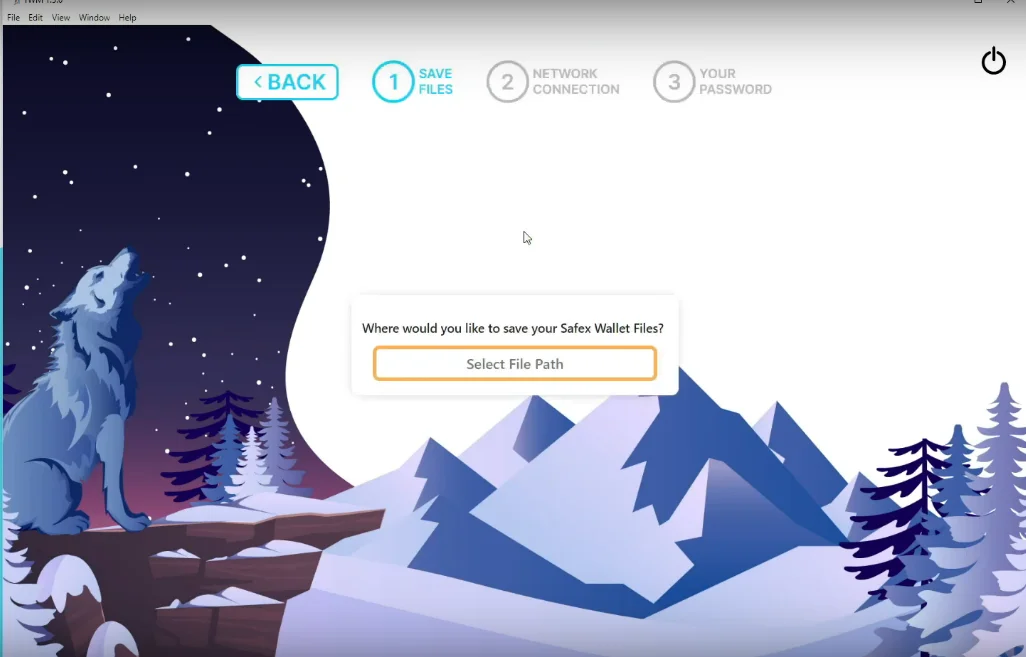 File Edit View Window Help
< BACK
1 SAVE
FILES
2 NETWORK
CONNECTION
3 YOUR
PASSWORD
Where would you like to save your Safex Wallet Files?
Select File Path